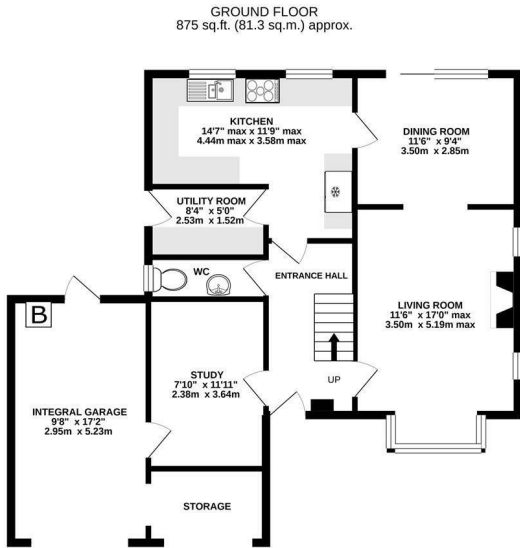 GROUND FLOOR
875 sq.ft. (81.3 sq.m.) approx.
KITCHEN
14'7" max x 11'9" max
4.44m max x 3.58m max
DINING ROOM
11'6" x 9'4"
3.50m x 2.85m
UTILITY ROOM
8'4" x 5'0"
2.53m x 1.52m
WC
ENTRANCE HALL
LIVING ROOM
11'6" x 17'0" max
3.50m x 5.19m max
B
STUDY
7'10" x 11'11"
2.38m x 3.64m
UP
INTEGRAL GARAGE
9'8" x 17'2"
2.95m x 5.23m
STORAGE